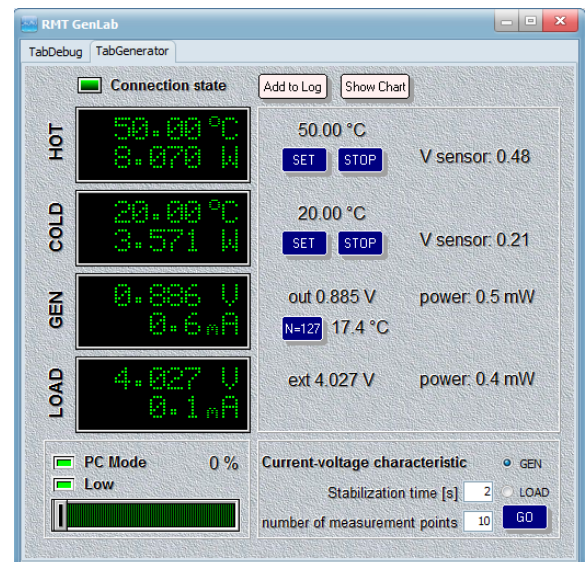 RMT GenLab
TabDebug TabGenerator
Connection state Add to Log Show Chart
HOT
50.00 °C
8.070 W
50.00 °C
SET STOP V sensor: 0.48
COLD
20.00 °C
3.571 W
20.00 °C
SET STOP V sensor: 0.21
GEN
0.886 V
0.6 mA
out 0.885 V power: 0.5 mW
N=127 17.4 °C
LOAD
4.027 V
0.1 mA
ext 4.027 V power: 0.4 mW
PC Mode 0 %
Low
Current-voltage characteristic GEN
Stabilization time [s] 2 LOAD
number of measurement points 10 GO